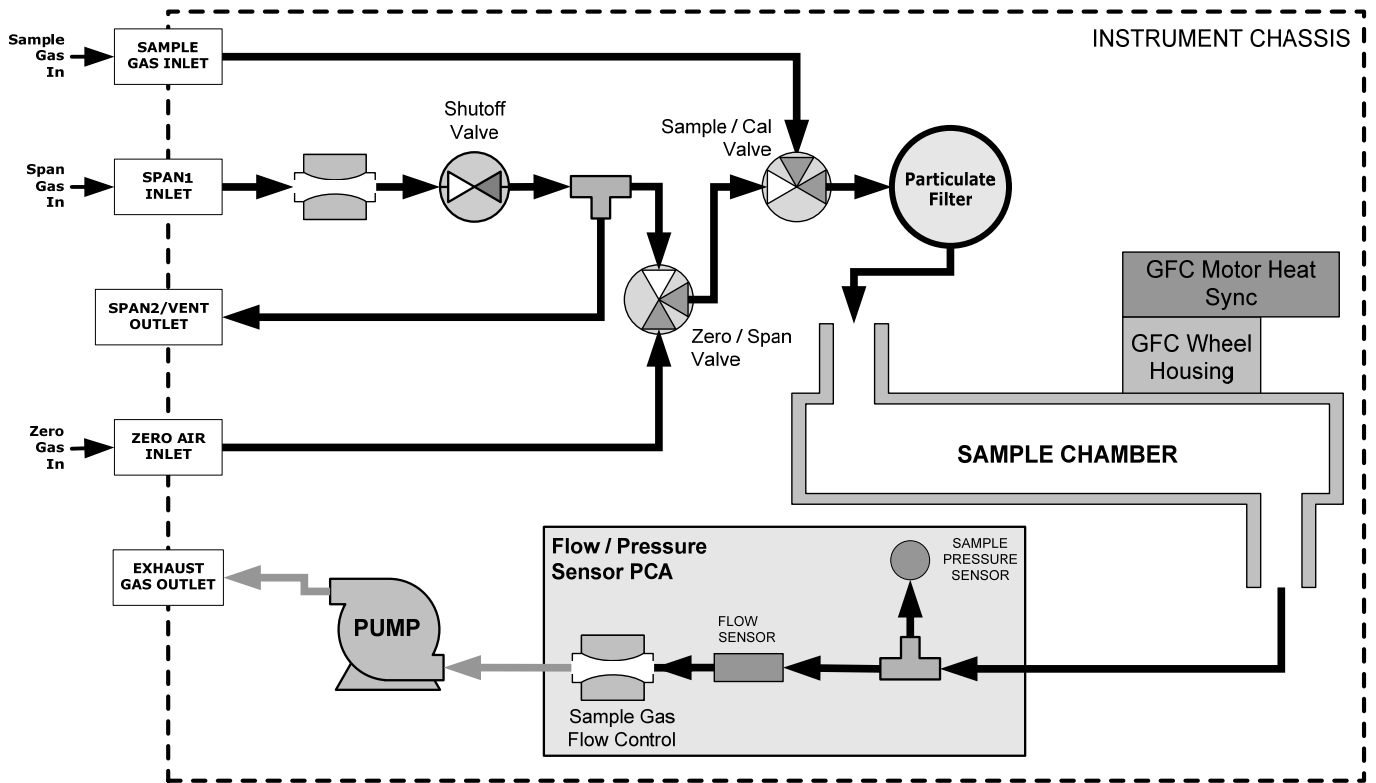 INSTRUMENT CHASSIS
Sample
Gas
In
SAMPLE
GAS INLET
Shutoff
Valve
Sample / Cal
Valve
Span
Gas
In
SPAN1
INLET
Particulate
Filter
SPAN2/VENT
OUTLET
Zero / Span
Valve
GFC Motor Heat
Sync
GFC Wheel
Housing
Zero
Gas
In
ZERO AIR
INLET
SAMPLE CHAMBER
EXHAUST
GAS OUTLET
PUMP
Flow / Pressure
Sensor PCA
SAMPLE
PRESSURE
SENSOR
FLOW
SENSOR
Sample Gas
Flow Control